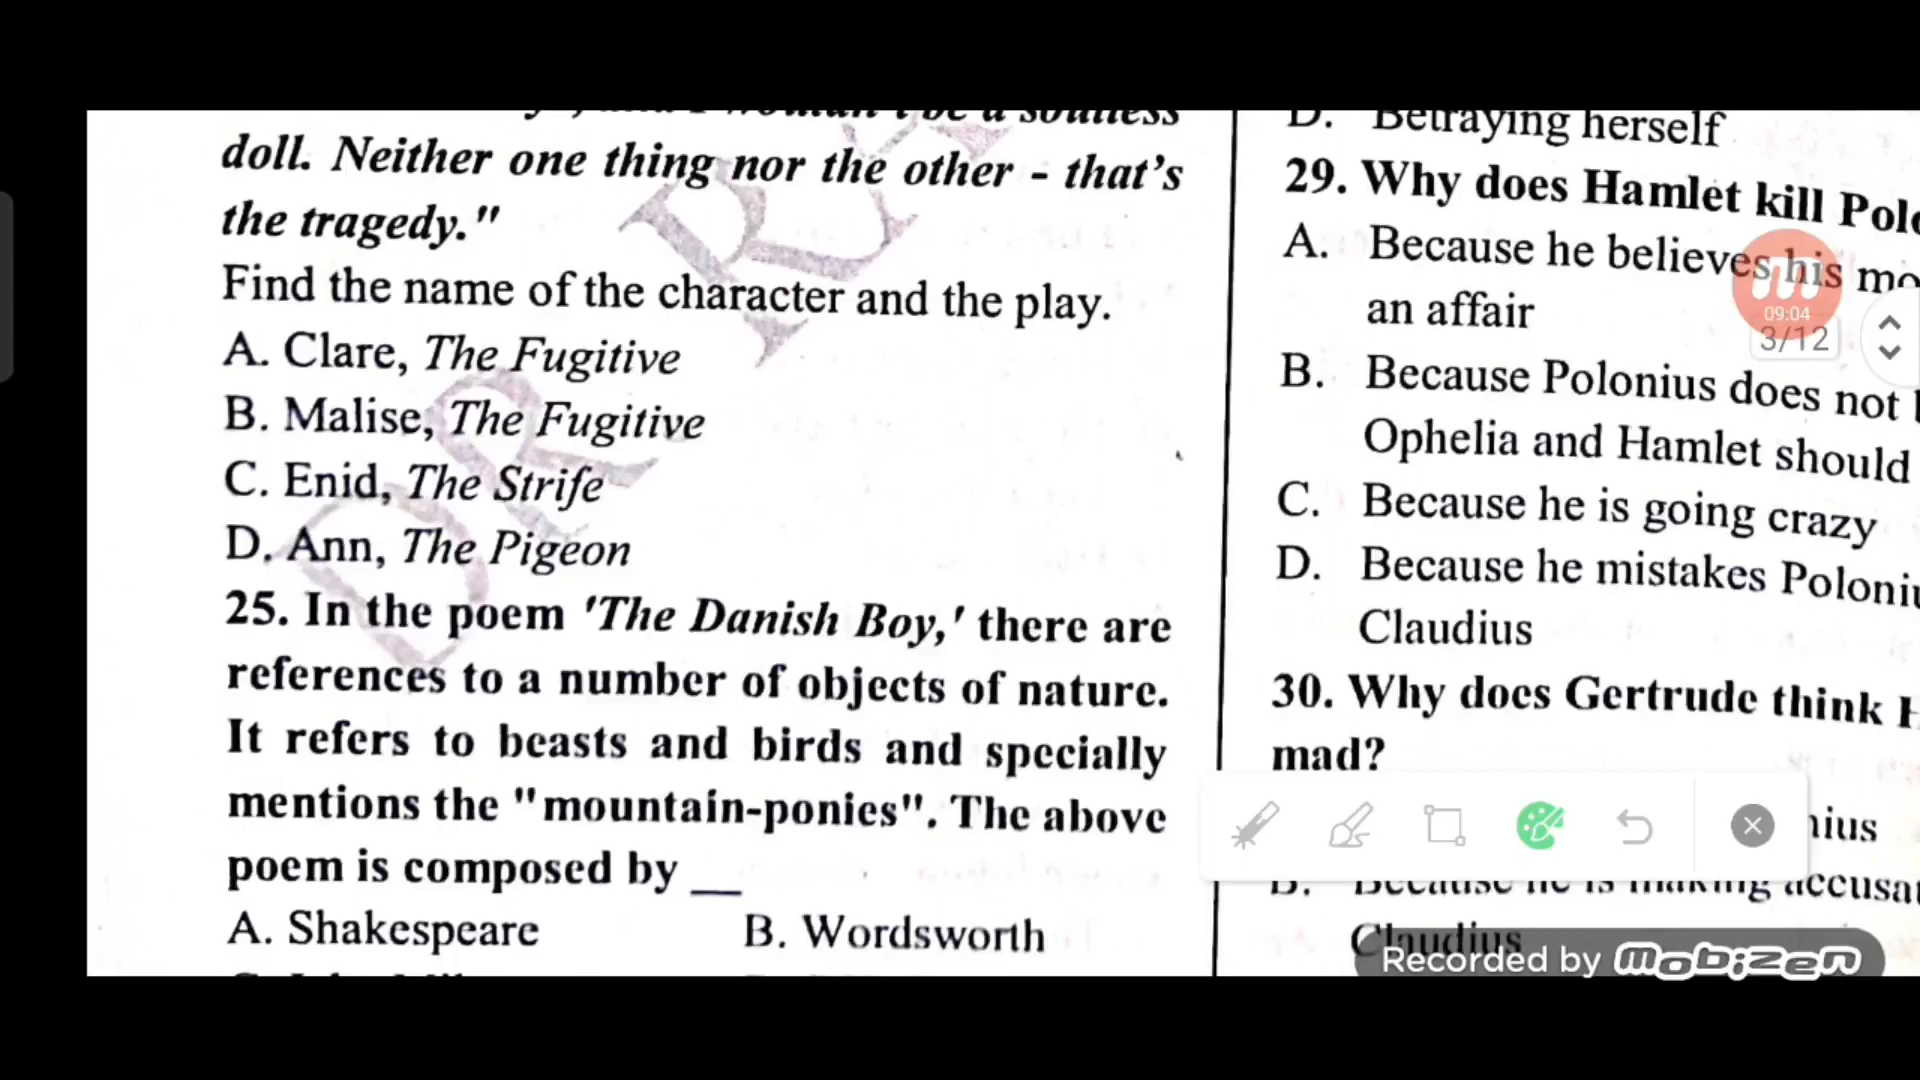 doll. Neither one thing nor the other - that's
the tragedy."
Find the name of the character and the play.
A. Clare, The Fugitive
B. Malise, The Fugitive
C. Enid, The Strife
D. Ann, The Pigeon
25. In the poem 'The Danish Boy,' there are
references to a number of objects of nature.
It refers to beasts and birds and specially
mentions the "mountain-ponies". The above
poem is composed by __
A. Shakespeare B. Wordsworth
D. Betraying herself
29. Why does Hamlet kill
A. Because he believes his
an affair
B. Because Polonius does not
Ophelia and Hamlet should
C. Because he is going crazy
D. Because he mistakes
Claudius
30. Why does Gertrude think
mad?
B. Because he is making
Claudius
09:04
3/12
DR
Recorded by mobizen